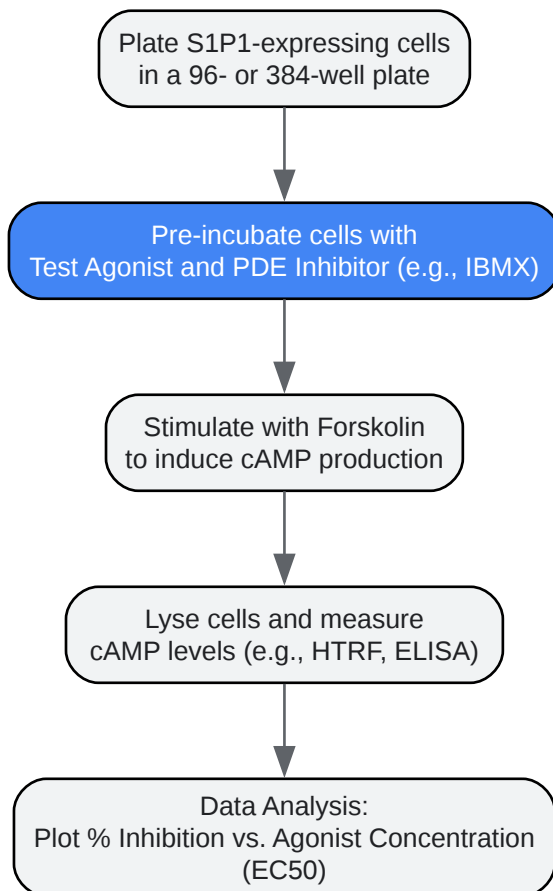 Plate S1P1-expressing cells
in a 96- or 384-well plate
Pre-incubate cells with
Test Agonist and PDE Inhibitor (e.g., IBMX)
Stimulate with Forskolin
to induce cAMP production
Lyse cells and measure
cAMP levels (e.g., HTRF, ELISA)
Data Analysis:
Plot % Inhibition vs. Agonist Concentration
(EC50)